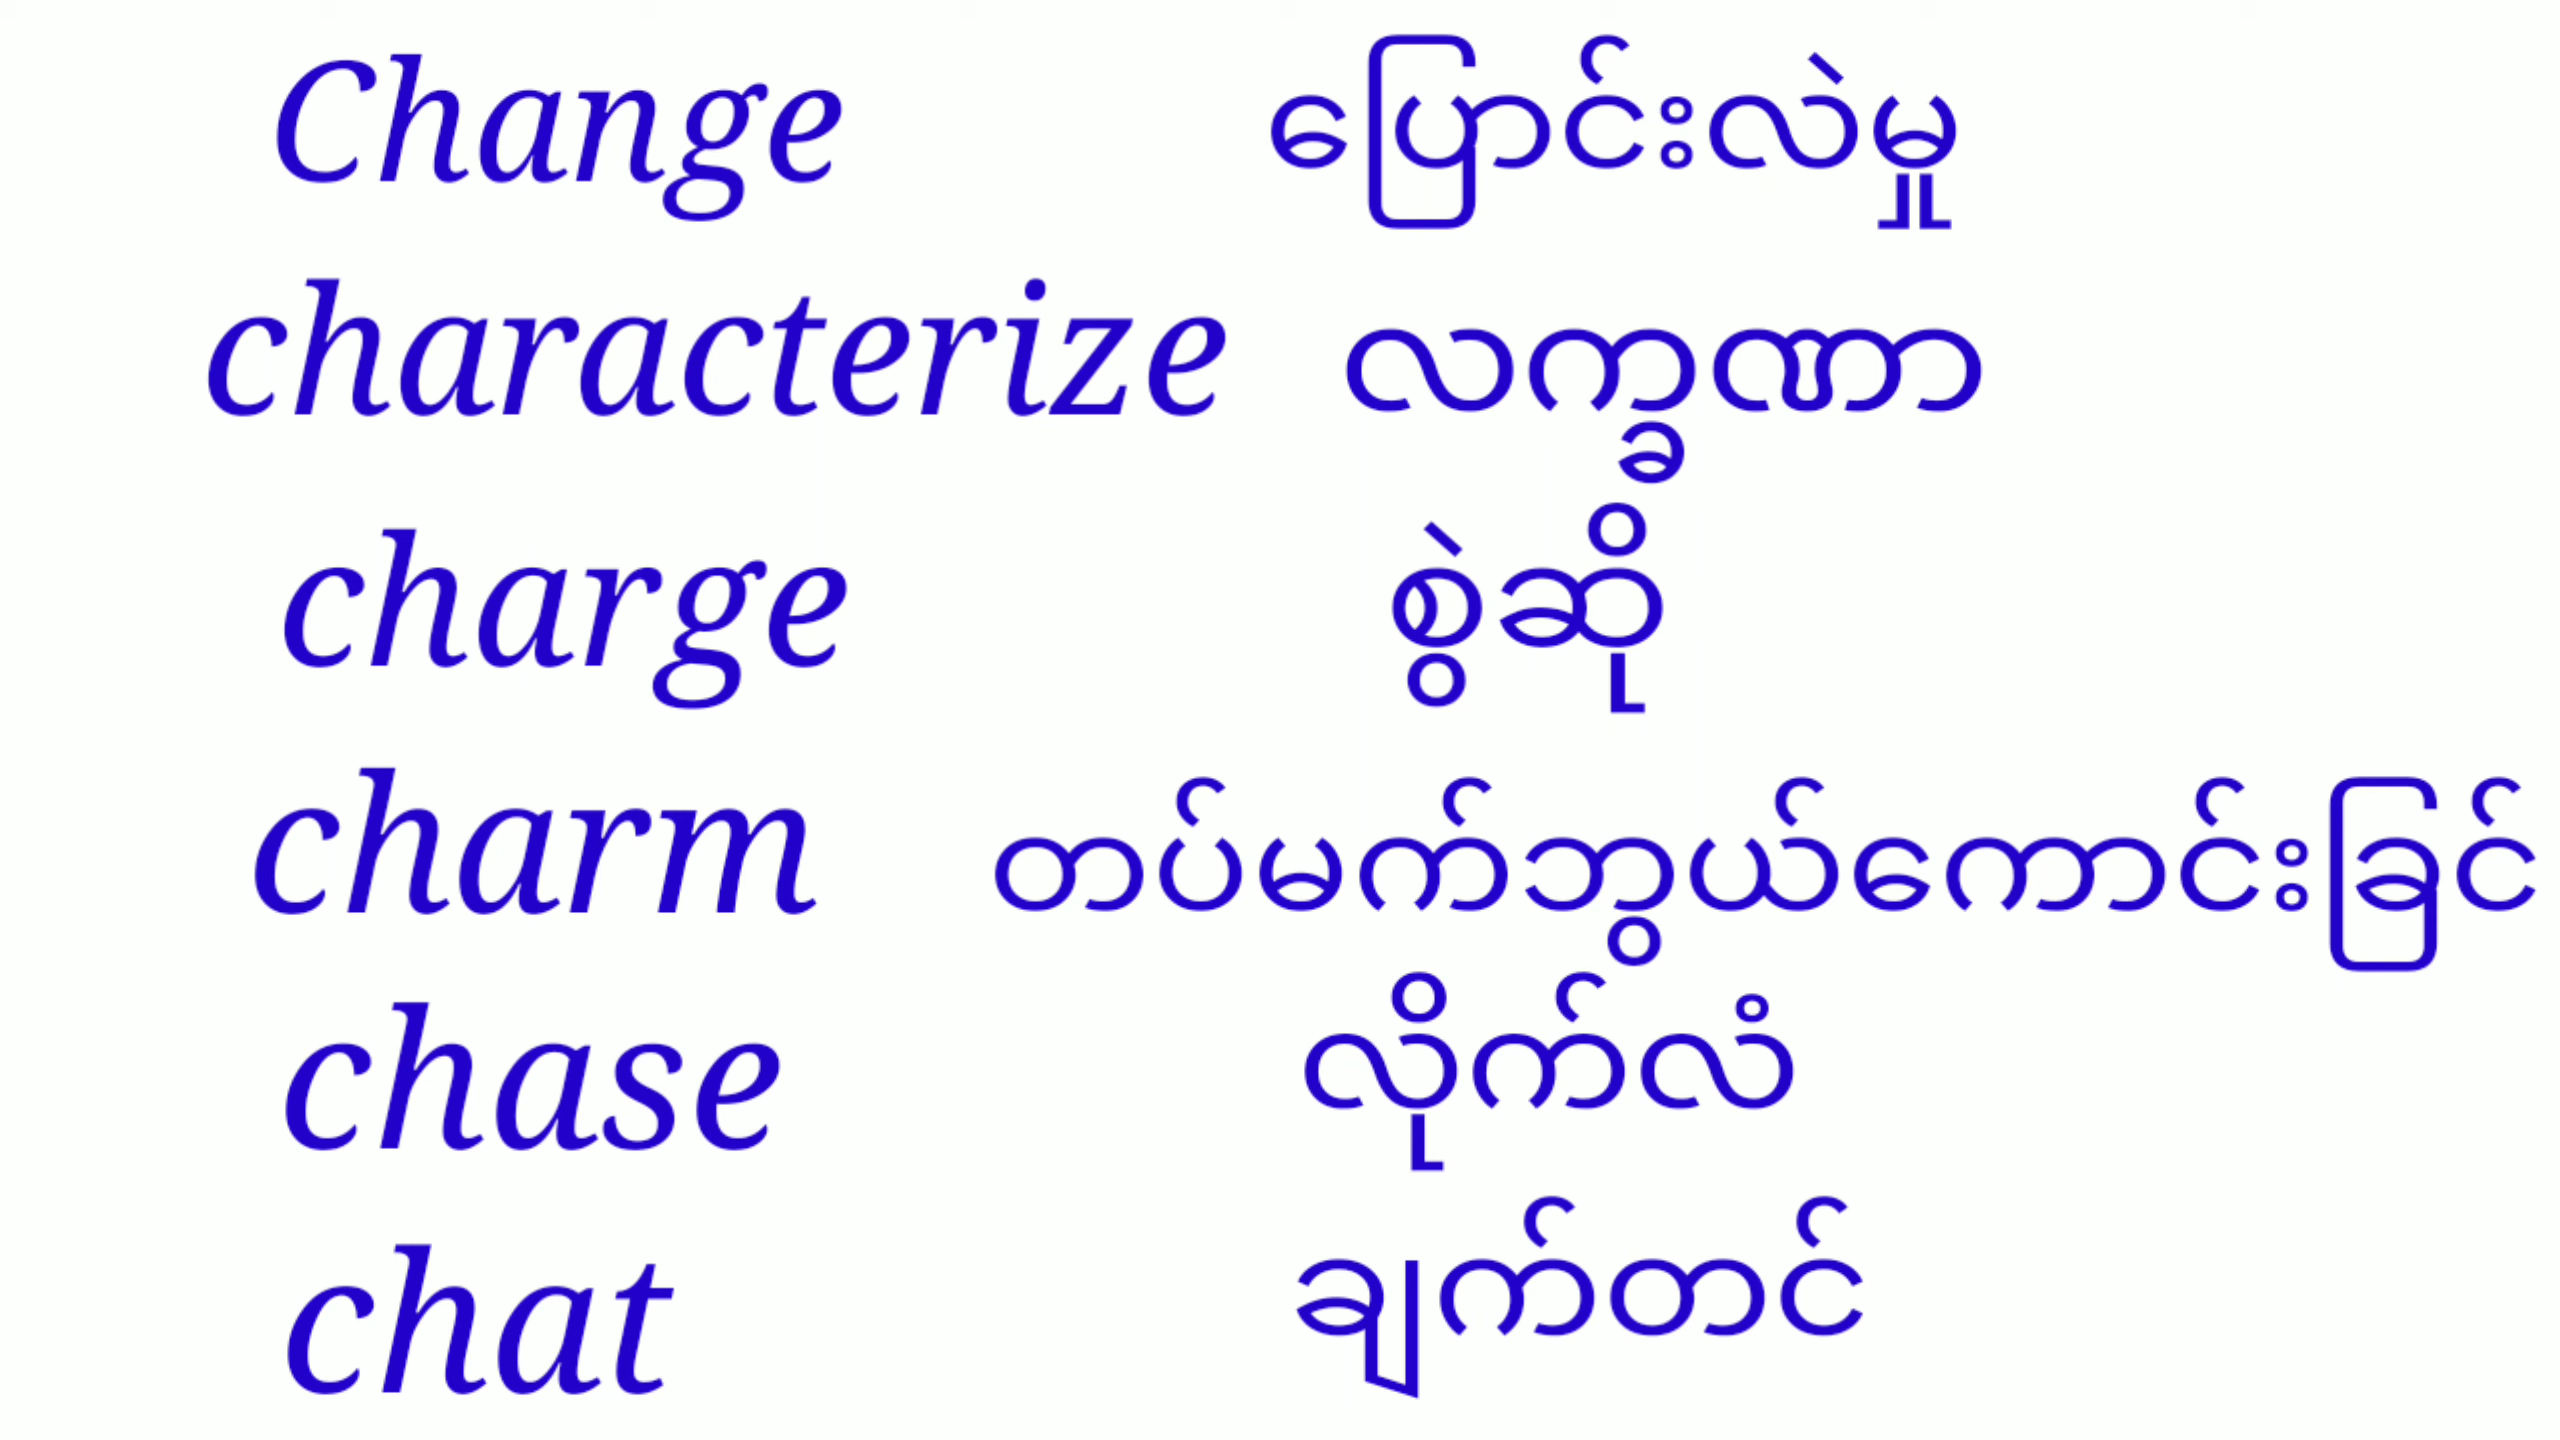 Change ပြောင်းလဲမှု
characterize လက္ခဏာ
charge စွဲဆို
charm တပ်မက်ဘွယ်ကောင်းခြင်
chase လိုက်လံ
chat ချက်တင်